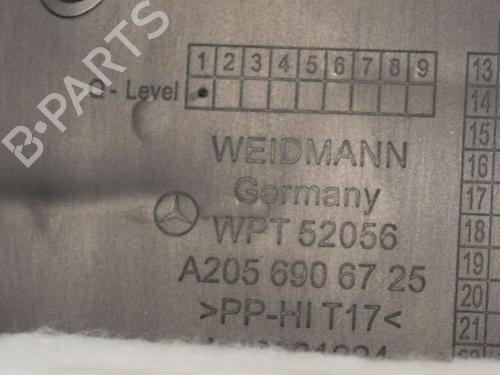 B-PARTS
1 2 3 4 5 6 7 8 9
Q - Level
WEIDMANN
Germany
WPT 52056
A205 690 67 25
>PP-HI T17<
13
14
15
16
17
18
19
20
21